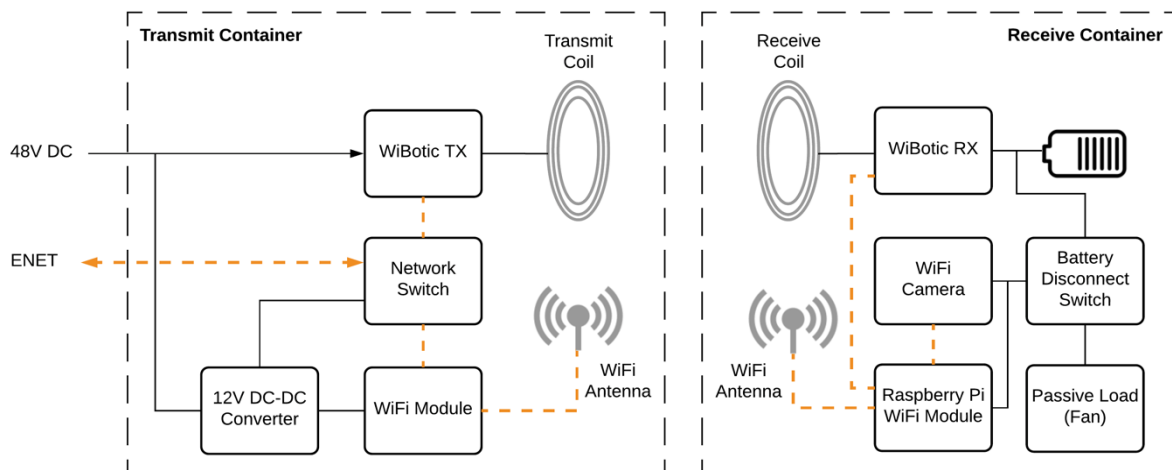 Transmit Container
Transmit
Coil
48V DC
WiBotic TX
ENET
Network
Switch
12V DC-DC
Converter
WiFi Module
WiFi
Antenna
Receive Container
Receive
Coil
WiBotic RX
WiFi
Camera
Battery
Disconnect
Switch
WiFi
Antenna
Raspberry Pi
WiFi Module
Passive Load
(Fan)